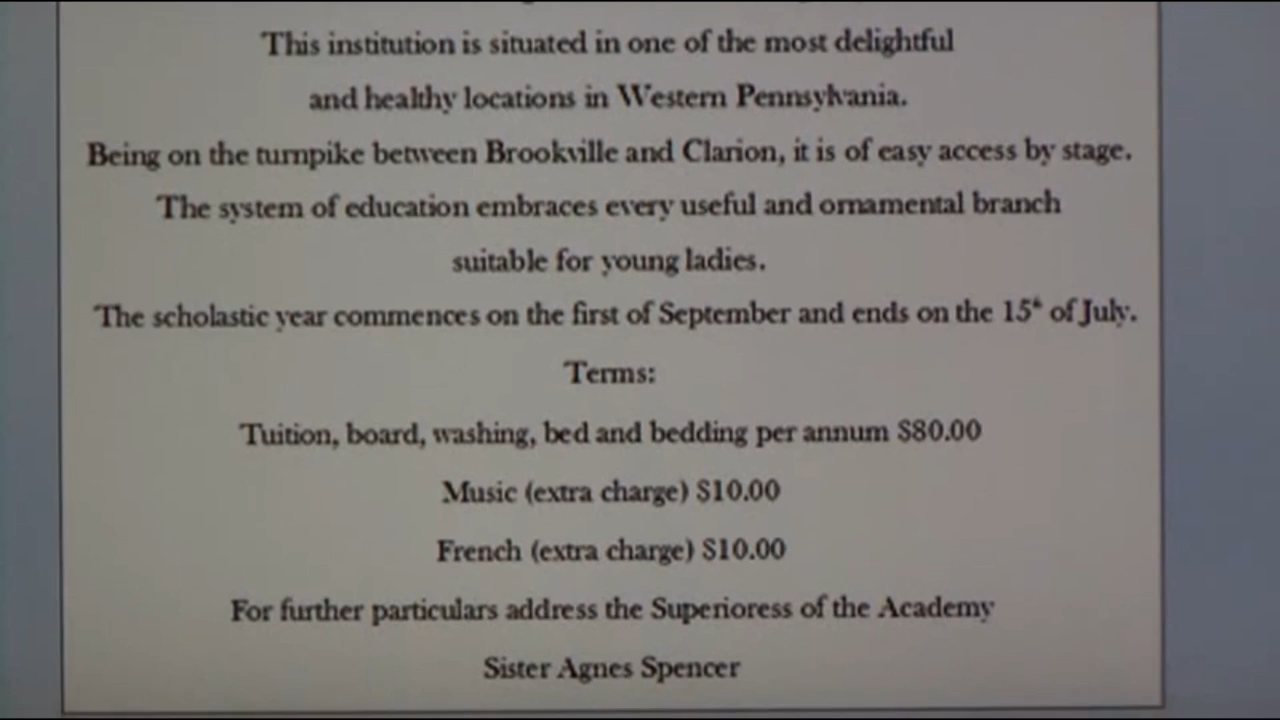 This institution is situated in one of the most delightful
and healthy locations in Western Pennsylvania.
Being on the turnpike between Brookville and Clarion, it is of easy access by stage.
The system of education embraces every useful and ornamental branch
suitable for young ladies.
The scholastic year commences on the first of September and ends on the 15th of July.
Terms:
Tuition, board, washing, bed and bedding per annum $80.00
Music (extra charge) $10.00
French (extra charge) $10.00
For further particulars address the Superioress of the Academy
Sister Agnes Spencer